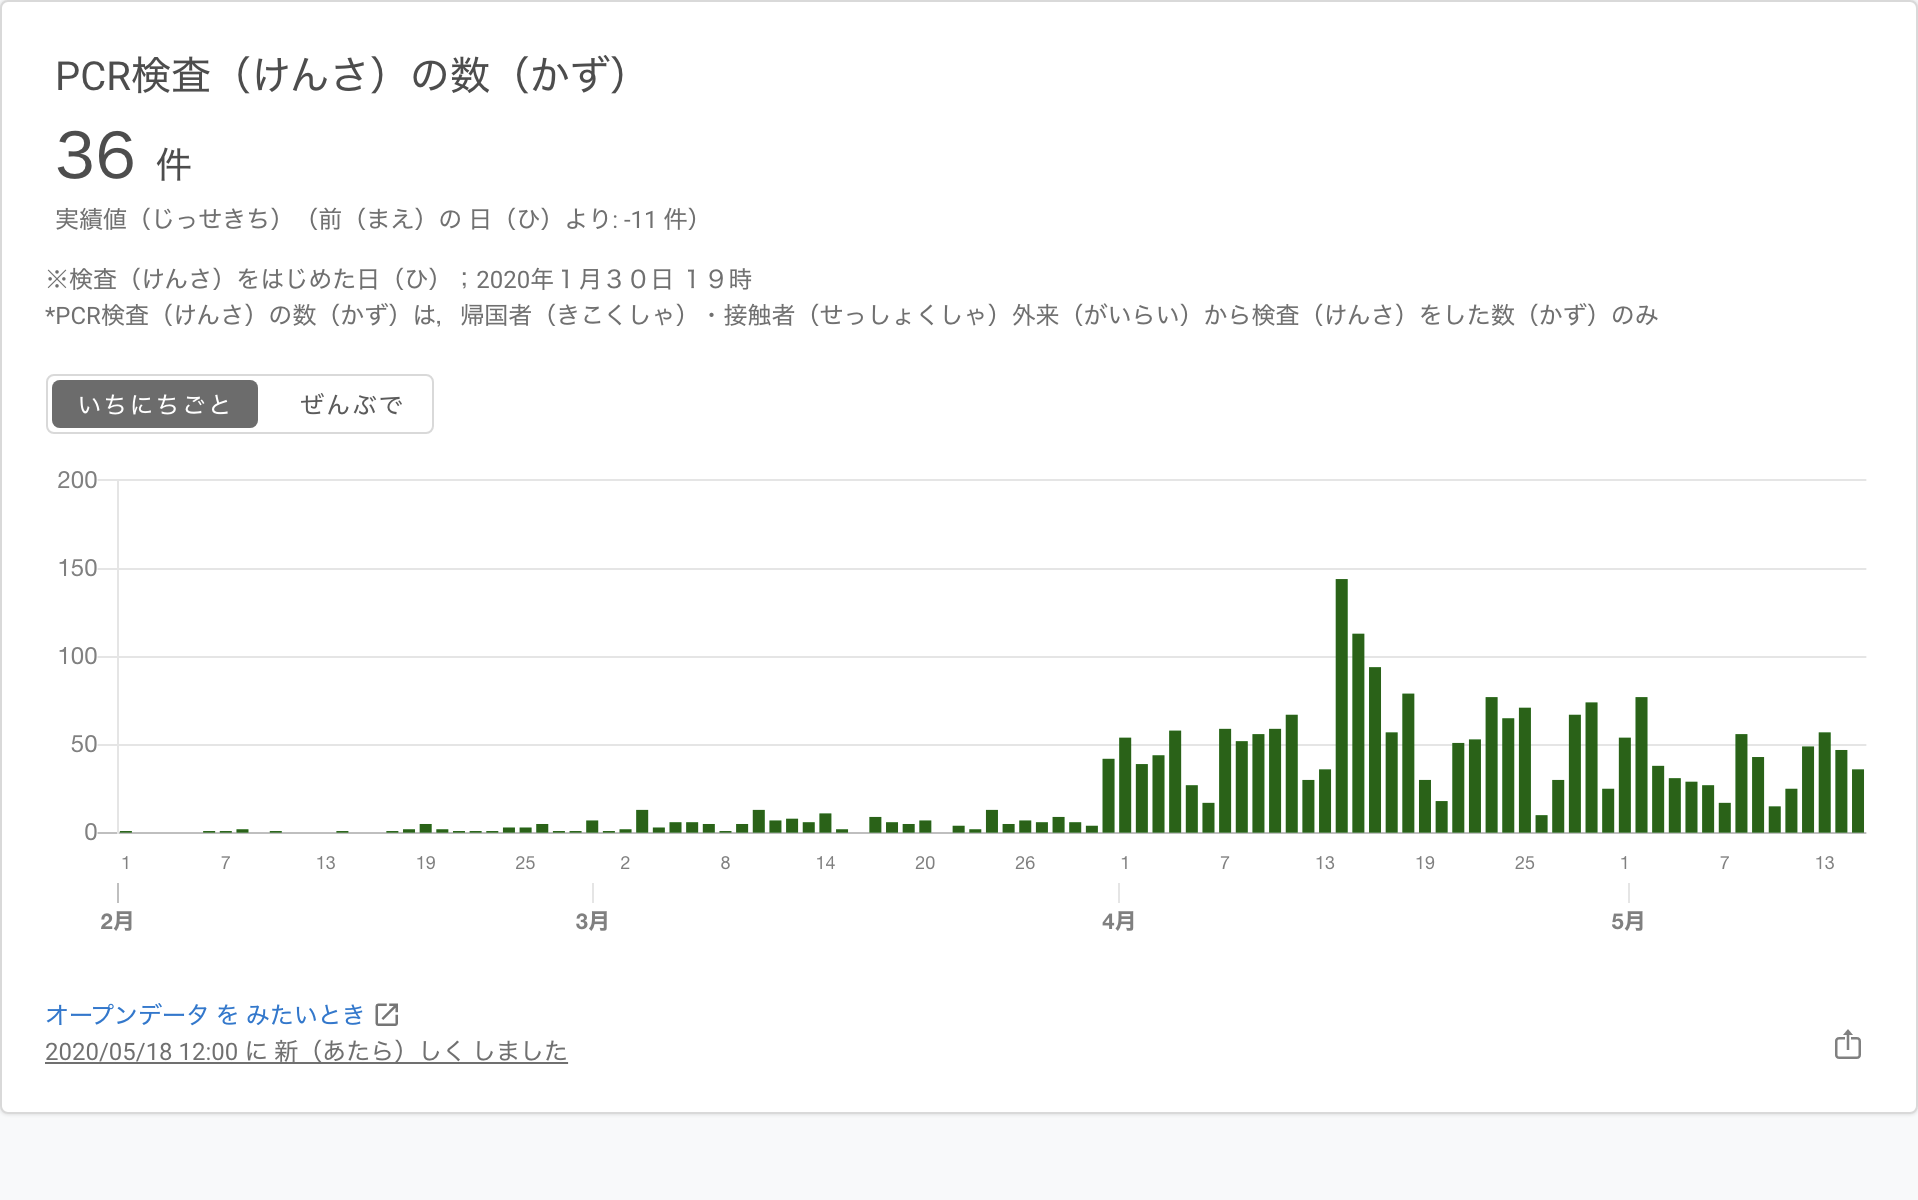 PCR検査（けんさ）の数（かず）
36 件
実績値（じっせきち）（前（まえ）の 日（ひ）より: -11 件）
※検査（けんさ）をはじめた日（ひ）；2020年１月３０日 １９時
*PCR検査（けんさ）の数（かず）は，帰国者（きこくしゃ）・接触者（せっしょくしゃ）外来（がいらい）から検査（けんさ）をした数（かず）のみ
いちにちごと ぜんぶで
200
150
100
50
0
1 7 13 19 25 2 8 14 20 26 1 7 13 19 25 1 7 13
2月 3月 4月 5月
オープンデータ を みたいとき
2020/05/18 12:00 に 新（あたら）しく しました